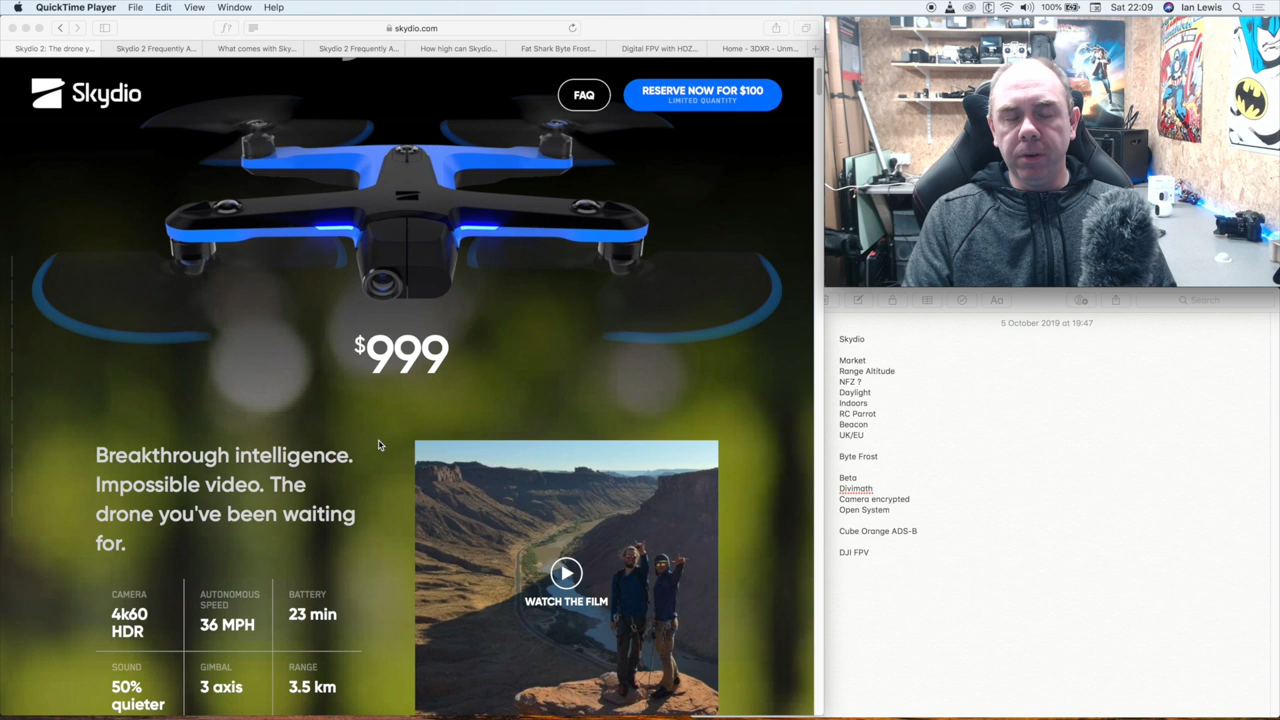 QuickTime Player File Edit View Window Help
100% Sat 22:09 Ian Lewis
skydio.com
Skydio 2: The drone y... Skydio 2 Frequently A... What comes with Sky... Skydio 2 Frequently A... How high can Skydio... Fat Shark Byte Frost... Digital FPV with HDZ... Home - 3DXR - Unm...
Skydio
FAQ
RESERVE NOW FOR $100
LIMITED QUANTITY
$999
Breakthrough intelligence.
Impossible video. The
drone you've been waiting
for.
CAMERA
4k60
HDR
AUTONOMOUS
SPEED
36 MPH
BATTERY
23 min
SOUND
50%
quieter
GIMBAL
3 axis
RANGE
3.5 km
WATCH THE FILM
Aa
Search
5 October 2019 at 19:47
Skydio
Market
Range Altitude
NFZ ?
Daylight
Indoors
RC Parrot
Beacon
UK/EU
Byte Frost
Beta
Divimath
Camera encrypted
Open System
Cube Orange ADS-B
DJI FPV